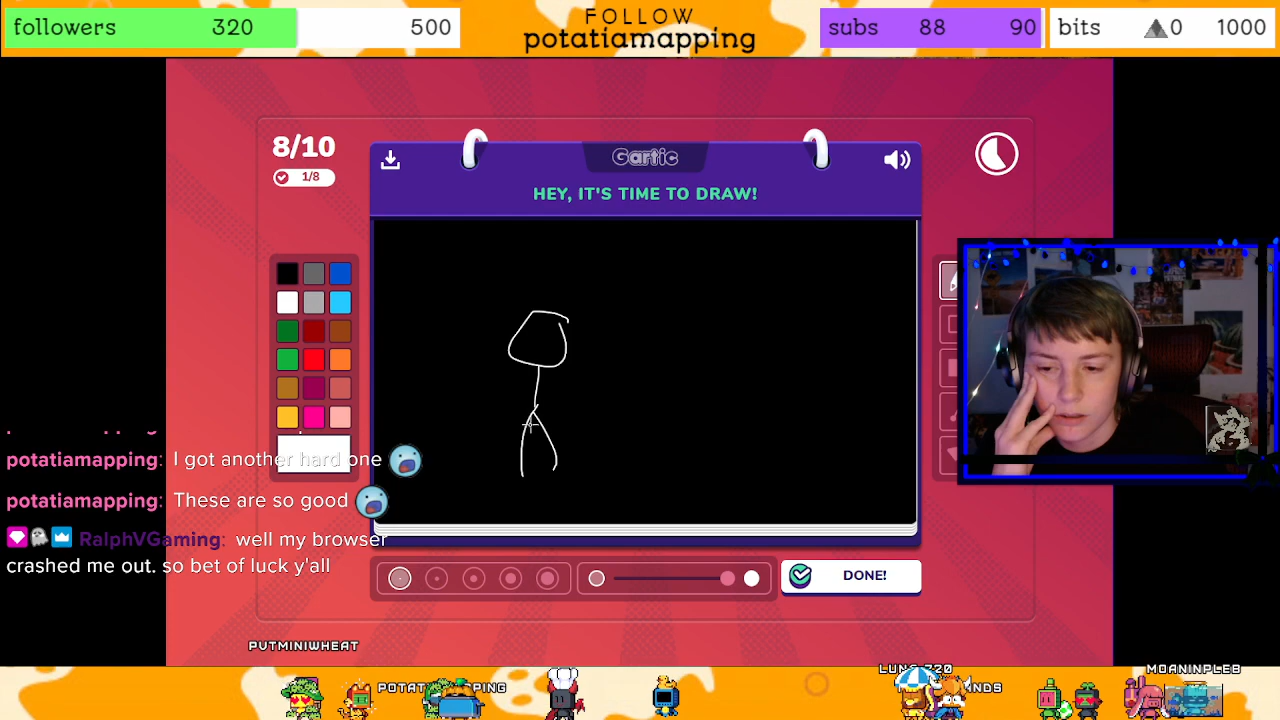 followers 320 500
FOLLOW
potatiamapping
subs 88 90
bits 0 1000
8/10
1/8
Gartic
HEY, IT'S TIME TO DRAW!
potatiamapping: I got another hard one
potatiamapping: These are so good
RalphVGaming: well my browser
crashed me out. so bet of luck y'all
DONE!
PUTMINIWHEAT
MOANINPLEB